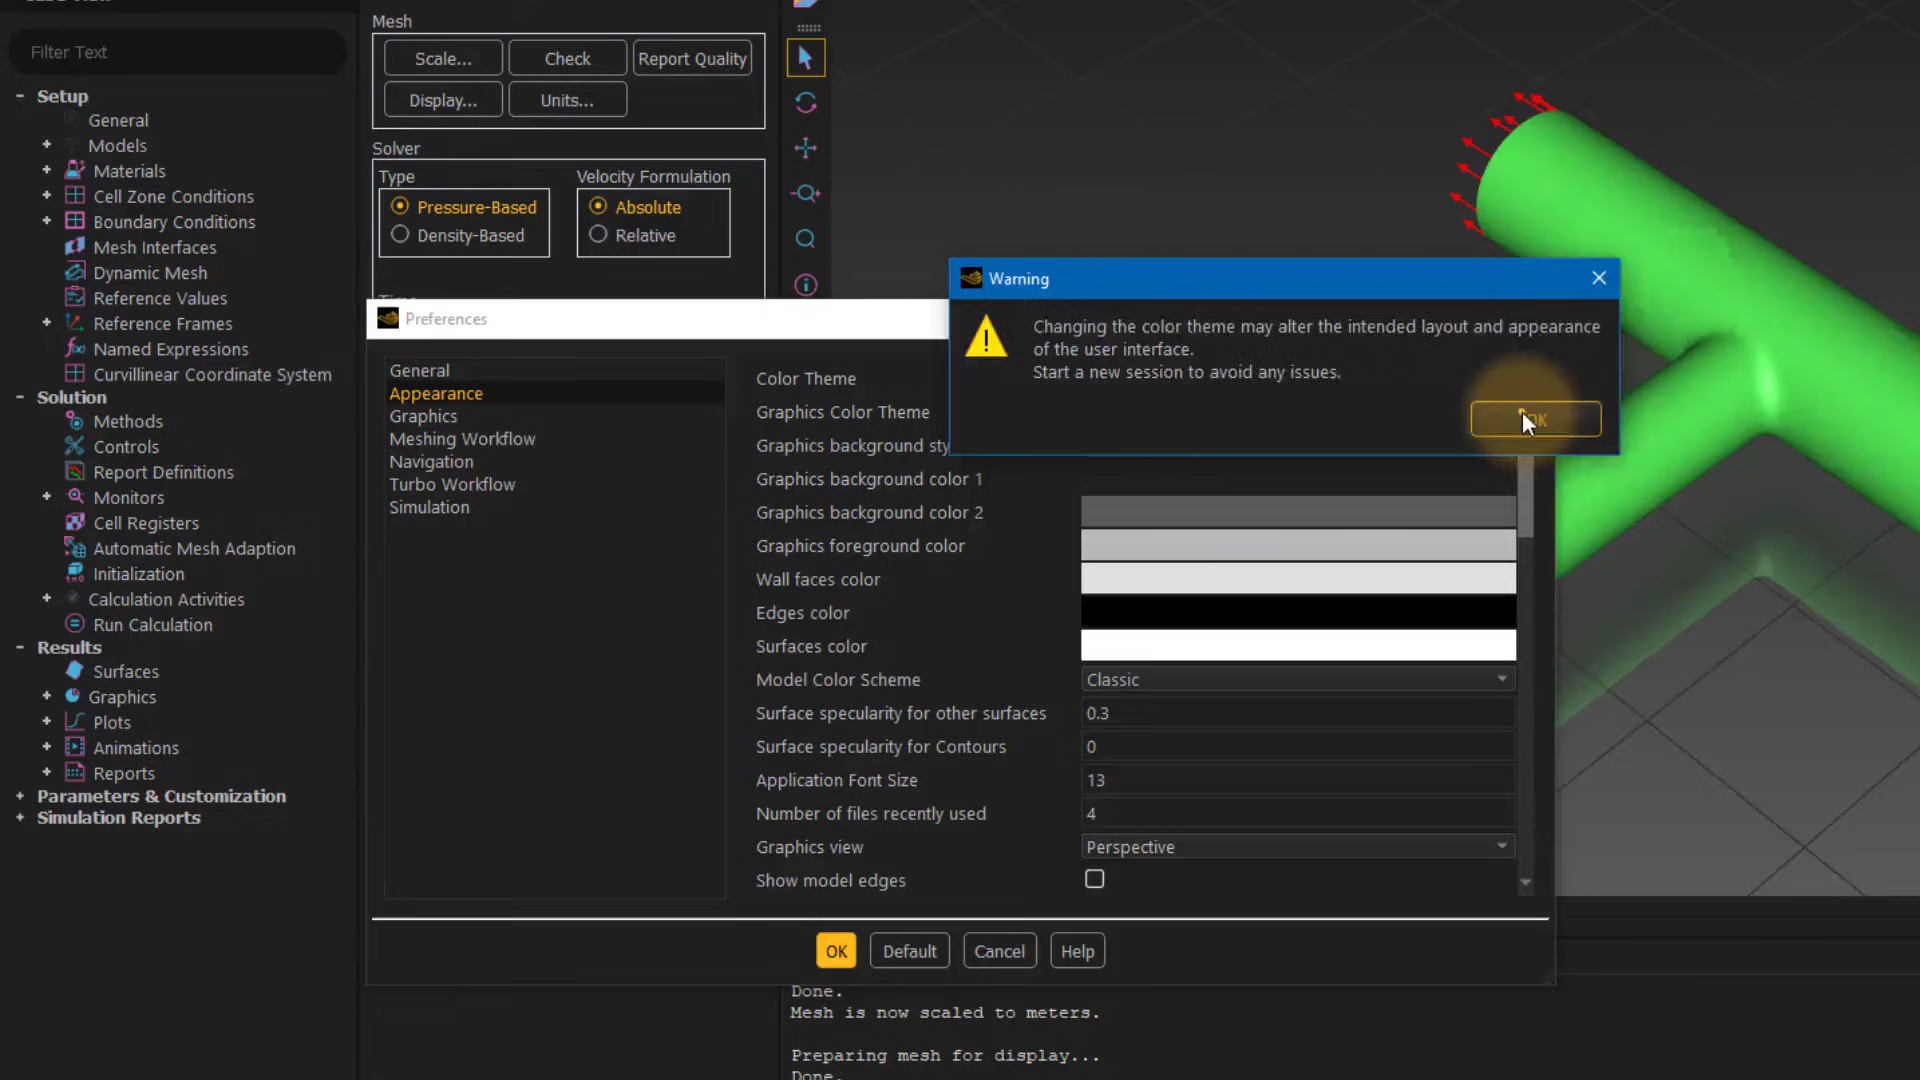 Filter Text
Setup
General
Models
Materials
Cell Zone Conditions
Boundary Conditions
Mesh Interfaces
Dynamic Mesh
Reference Values
Reference Frames
Named Expressions
Curvillinear Coordinate System
Solution
Methods
Controls
Report Definitions
Monitors
Cell Registers
Automatic Mesh Adaption
Initialization
Calculation Activities
Run Calculation
Results
Surfaces
Graphics
Plots
Animations
Reports
Parameters & Customization
Simulation Reports
Mesh
Scale... Check Report Quality
Display... Units...
Solver
Type Velocity Formulation
Pressure-Based Absolute
Density-Based Relative
Time
Preferences
General
Appearance
Graphics
Meshing Workflow
Navigation
Turbo Workflow
Simulation
Color Theme
Graphics Color Theme
Graphics background
Graphics background color 1
Graphics background color 2
Graphics foreground color
Wall faces color
Edges color
Surfaces color
Model Color Scheme Classic
Surface specularity for other surfaces 0.3
Surface specularity for Contours 0
Application Font Size 13
Number of files recently used 4
Graphics view Perspective
Show model edges
OK Default Cancel Help
Warning
Changing the color theme may alter the intended layout and appearance
of the user interface.
Start a new session to avoid any issues.
OK
Done.
Mesh is now scaled to meters.
Preparing mesh for display...
Done.